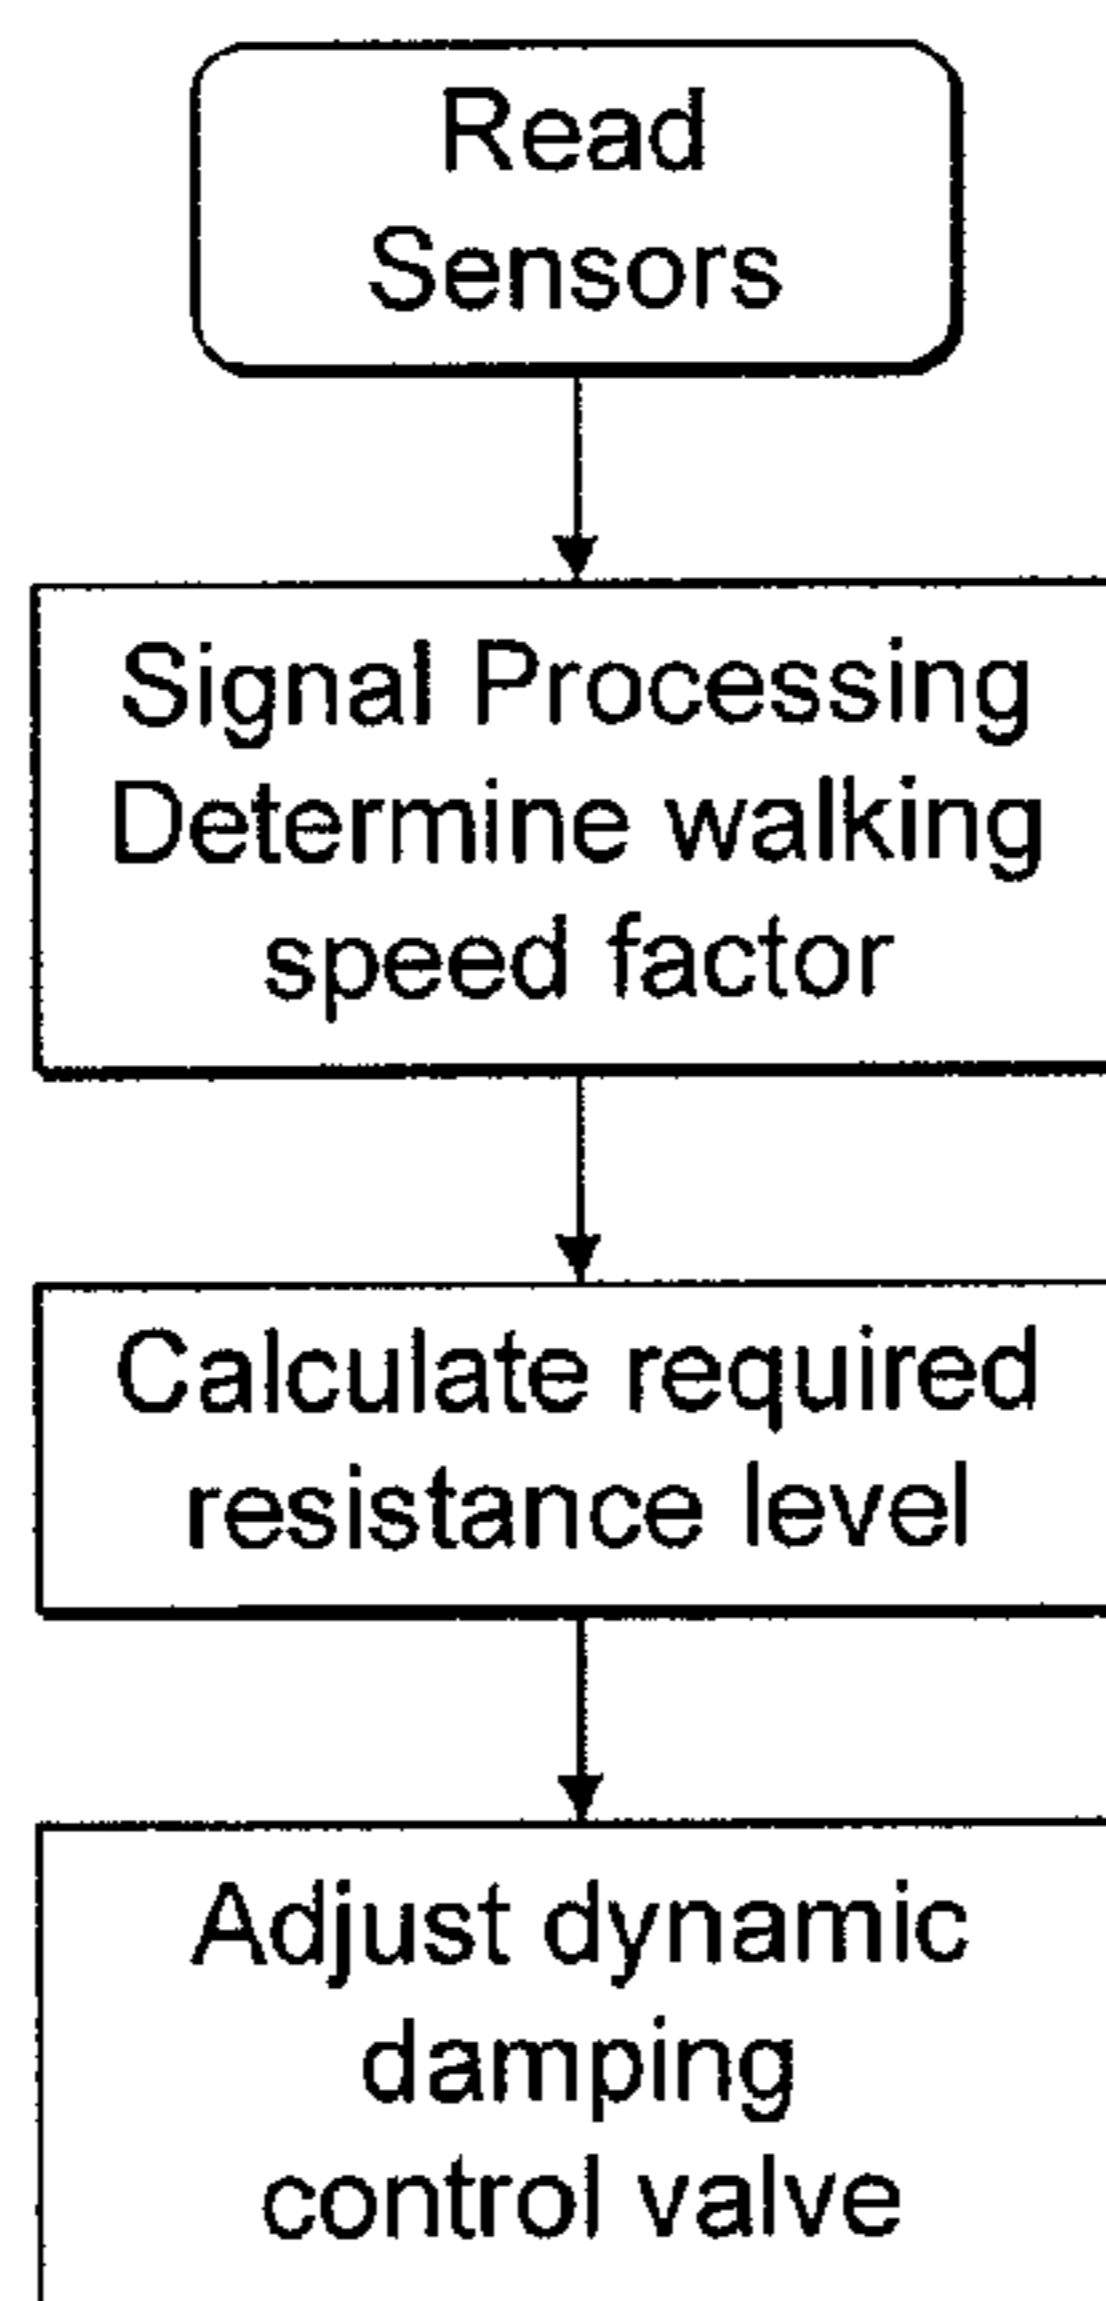 Read
Sensors
Signal Processing
Determine walking
speed factor
Calculate required
resistance level
Adjust dynamic
damping
control valve